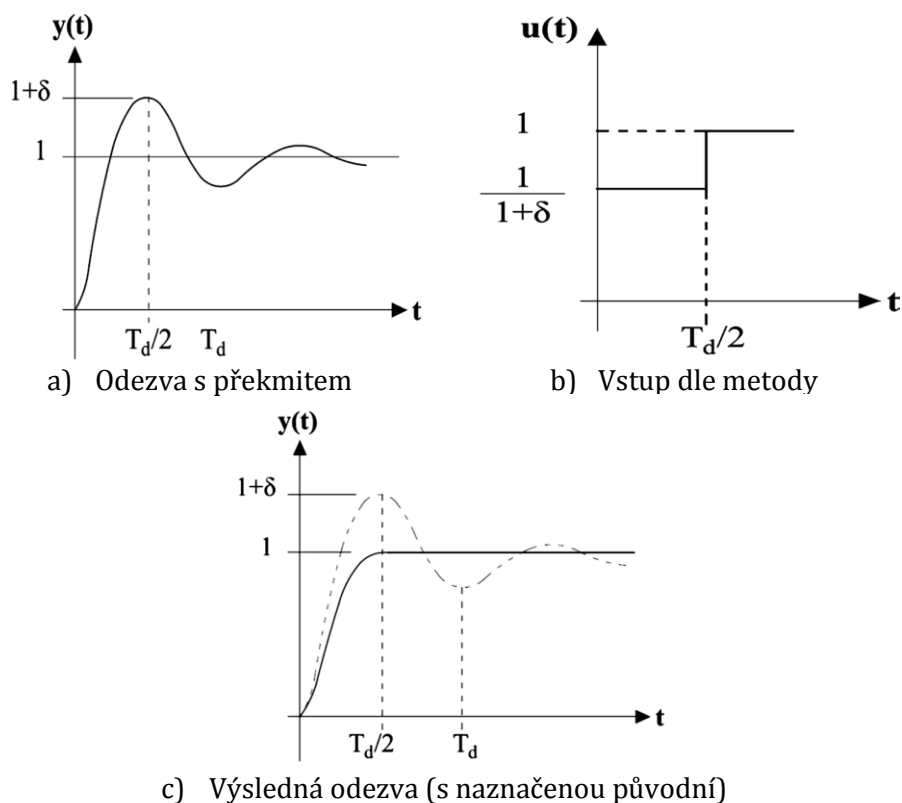 y(t)
1+δ
1
t
T_d/2 T_d
a) Odezva s překmitem
u(t)
1
1
1+δ
t
T_d/2
b) Vstup dle metody
y(t)
1+δ
1
t
T_d/2 T_d
c) Výsledná odezva (s naznačenou původní)